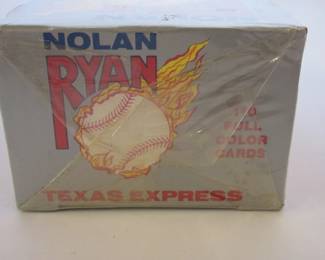 NOLAN
RYAN
FULL
COLOR
CARDS
TEXAS EXPRESS